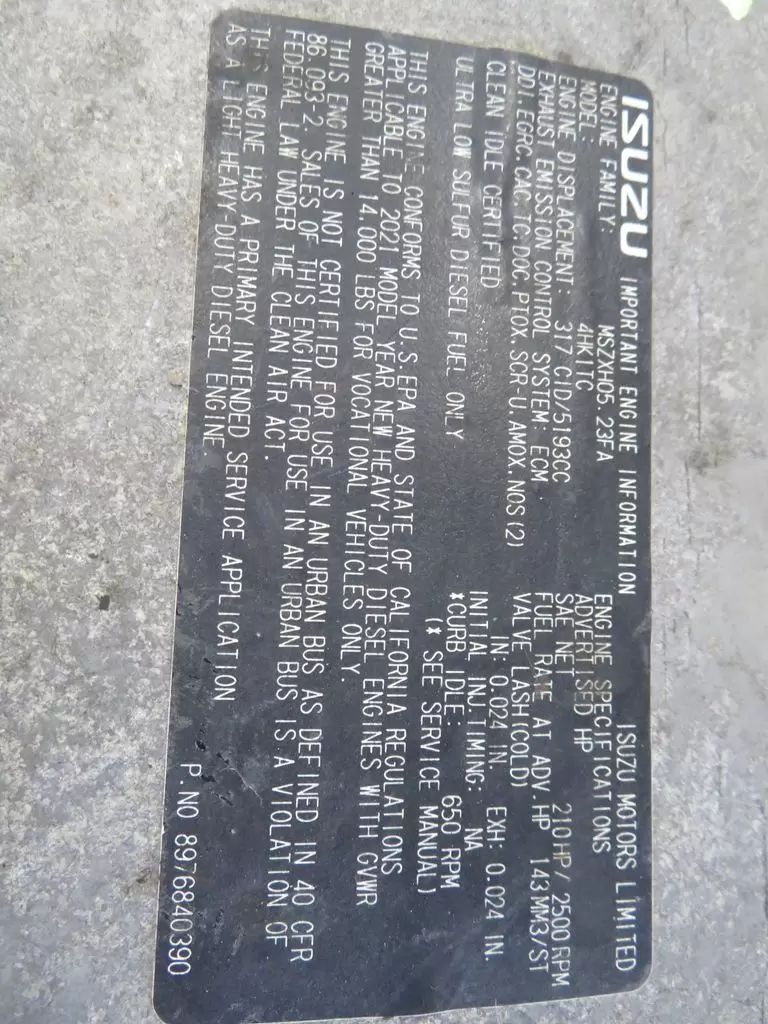 ISUZU IMPORTANT ENGINE INFORMATION ISUZU MOTORS LIMITED
ENGINE FAMILY: MSZXH05.23FA
MODEL: 4HK1TC
ENGINE DISPLACEMENT: 317 CID/5193CC
EXHAUST EMISSION CONTROL SYSTEM: ECM
DDI, EGRC, CAC, TC, DOC, PTOX, SCR-U, AMOX, NOS(2)
CLEAN IDLE CERTIFIED
ULTRA LOW SULFUR DIESEL FUEL ONLY
ENGINE SPECIFICATIONS
ADVERTISED HP
SAE NET 210HP/2500RPM
FUEL RATE AT ADV.HP 143MM3/ST
VALVE LASH(COLD)
IN: 0.024 IN. EXH: 0.024 IN.
INITIAL INJ.TIMING: NA
*CURB IDLE: 650 RPM
(* SEE SERVICE MANUAL)
THIS ENGINE CONFORMS TO U.S.EPA AND STATE OF CALIFORNIA REGULATIONS
APPLICABLE TO 2021 MODEL YEAR NEW HEAVY-DUTY DIESEL ENGINES WITH GVWR
GREATER THAN 14,000 LBS FOR VOCATIONAL VEHICLES ONLY.
THIS ENGINE IS NOT CERTIFIED FOR USE IN AN URBAN BUS AS DEFINED IN 40 CFR
86.093-2. SALES OF THIS ENGINE FOR USE IN AN URBAN BUS IS A VIOLATION OF
FEDERAL LAW UNDER THE CLEAN AIR ACT.
THIS ENGINE HAS A PRIMARY INTENDED SERVICE APPLICATION
AS A LIGHT HEAVY-DUTY DIESEL ENGINE.
P.NO 8976840390